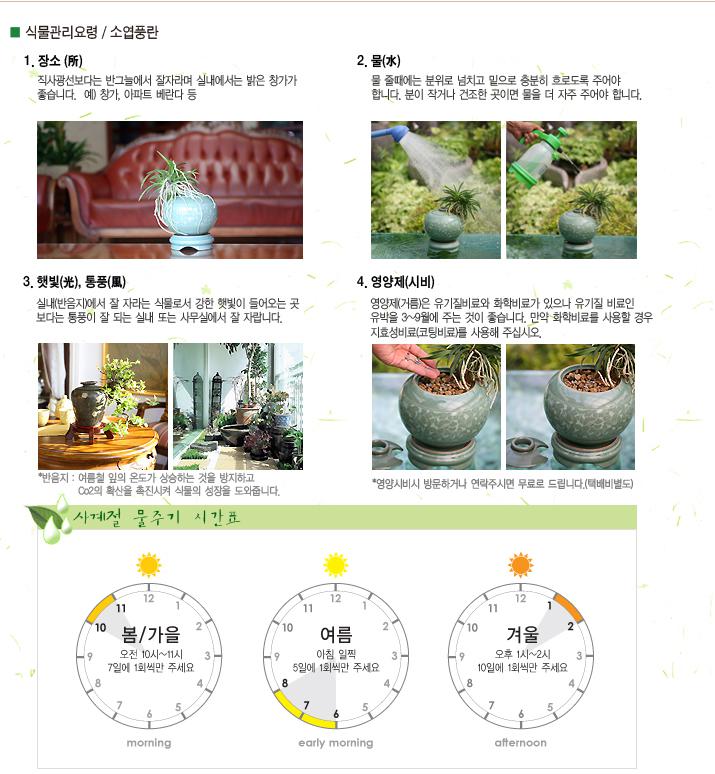 식물관리요령 / 소엽풍란
1. 장소 (所)
직사광선보다는 반그늘에서 잘자라며 실내에서는 밝은 창가가
좋습니다. 예) 창가, 아파트 베란다 등
2. 물(水)
물 줄때에는 분위로 넘치고 밑으로 충분히 흐로도록 주어야
합니다. 분이 작거나 건조한 곳이면 물을 더 자주 주어야 합니다.
3. 햇빛(光), 통풍(風)
실내(반음지)에서 잘 자라는 식물로서 강한 햇빛이 들어오는 곳
보다는 통풍이 잘 되는 실내 또는 사무실에서 잘 자랍니다.
*반음지 : 여름철 잎의 온도가 상승하는 것을 방지하고
Co2의 확산을 촉진시켜 식물의 성장을 도와줍니다.
4. 영양제(시비)
영양제(거름)은 유기질비료와 화학비료가 있으나 유기질 비료인
유박을 3~9월에 주는 것이 좋습니다. 만약 화학비료를 사용할 경우
지효성비료(코팅비료)를 사용해 주십시오.
*영양시비시 방문하거나 연락주시면 무료로 드립니다.(택배비별도)
사계절 물주기 시간표
12
1
2
3
4
5
6
7
8
9
10
11
봄/가을
오전 10시~11시
7일에 1회씩만 주세요
morning
12
1
2
3
4
5
6
7
8
9
10
11
여름
아침 일찍
5일에 1회씩만 주세요
early morning
12
1
2
3
4
5
6
7
8
9
10
11
겨울
오후 1시~2시
10일에 1회씩만 주세요
afternoon